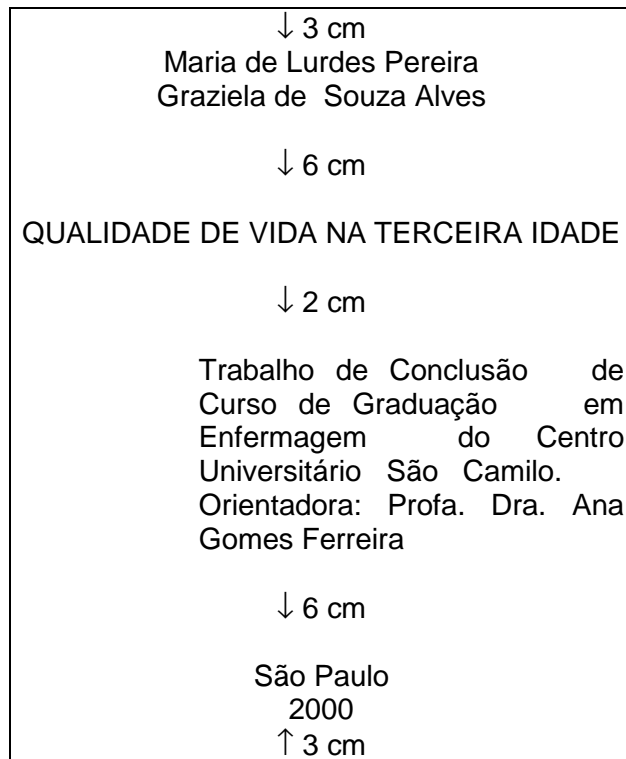 ↓ 3 cm
Maria de Lurdes Pereira
Graziela de Souza Alves
↓ 6 cm
QUALIDADE DE VIDA NA TERCEIRA IDADE
↓ 2 cm
Trabalho de Conclusão de
Curso de Graduação em
Enfermagem do Centro
Universitário São Camilo.
Orientadora: Profa. Dra. Ana
Gomes Ferreira
↓ 6 cm
São Paulo
2000
↑ 3 cm